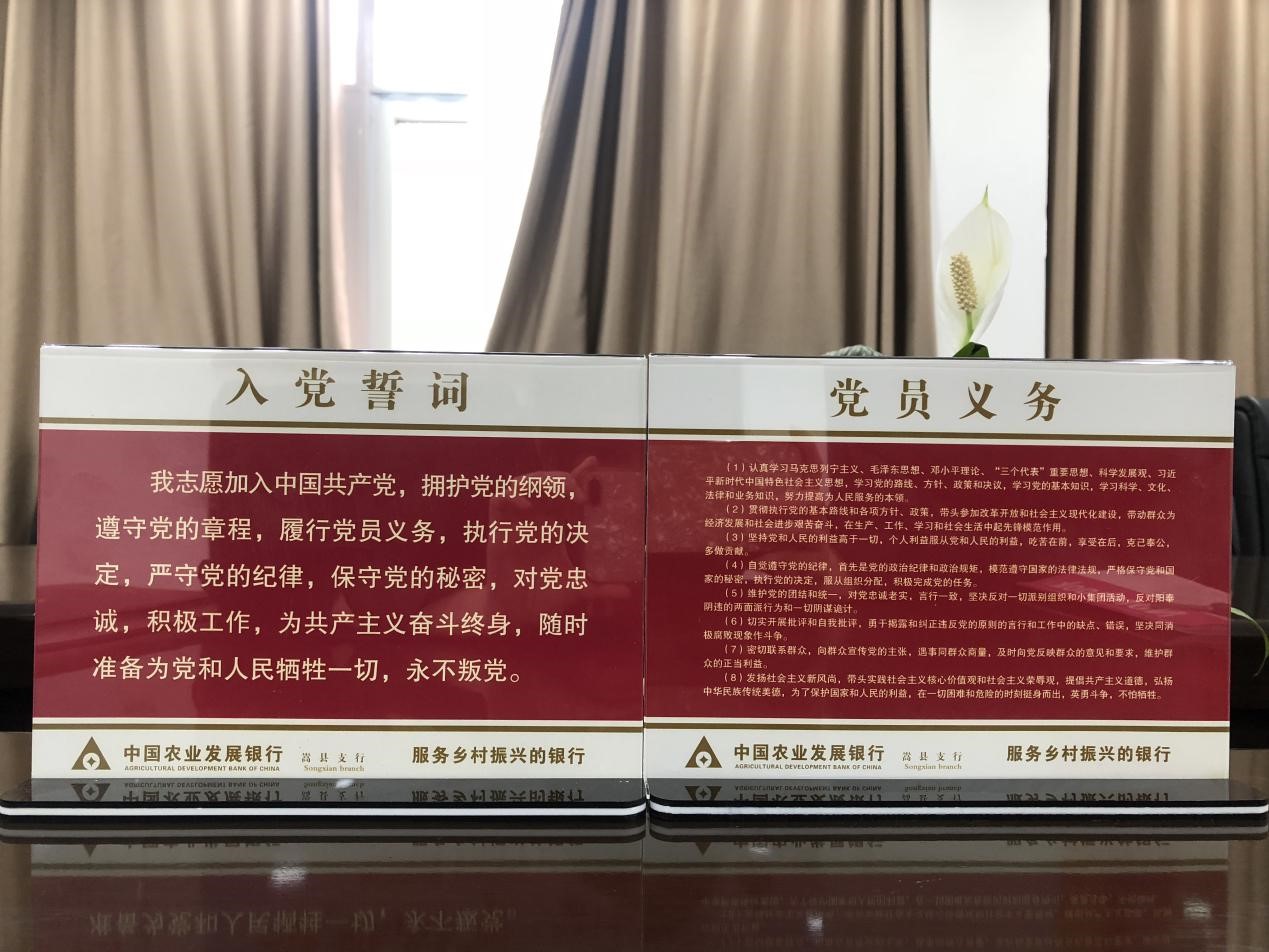 入党誓词
我志愿加入中国共产党，拥护党的纲领，
遵守党的章程，履行党员义务，执行党的决
定，严守党的纪律，保守党的秘密，对党忠
诚，积极工作，为共产主义奋斗终身，随时
准备为党和人民牺牲一切，永不叛党。
中国农业发展银行
AGRICULTURAL DEVELOPMENT BANK OF CHINA
嵩县支行
Songxian branch
服务乡村振兴的银行
党员义务
（1）认真学习马克思列宁主义、毛泽东思想、邓小平理论、“三个代表”重要思想、科学发展观、习近
平新时代中国特色社会主义思想，学习党的路线、方针、政策和决议，学习党的基本知识，学习科学、文化、
法律和业务知识，努力提高为人民服务的本领。
（2）贯彻执行党的基本路线和各项方针、政策，带头参加改革开放和社会主义现代化建设，带动群众为
经济发展和社会进步艰苦奋斗，在生产、工作、学习和社会生活中起先锋模范作用。
（3）坚持党和人民的利益高于一切，个人利益服从党和人民的利益，吃苦在前，享受在后，克己奉公，
多做贡献。
（4）自觉遵守党的纪律，首先是党的政治纪律和政治规矩，模范遵守国家的法律法规，严格保守党和国
家的秘密，执行党的决定，服从组织分配，积极完成党的任务。
（5）维护党的团结和统一，对党忠诚老实，言行一致，坚决反对一切派别组织和小集团活动，反对阳奉
阴违的两面派行为和一切阴谋诡计。
（6）切实开展批评和自我批评，勇于揭露和纠正违反党的原则的言行和工作中的缺点、错误，坚决同消
极腐败现象作斗争。
（7）密切联系群众，向群众宣传党的主张，遇事同群众商量，及时向党反映群众的意见和要求，维护群
众的正当利益。
（8）发扬社会主义新风尚，带头实践社会主义核心价值观和社会主义荣辱观，提倡共产主义道德，弘扬
中华民族传统美德，为了保护国家和人民的利益，在一切困难和危险的时刻挺身而出，英勇斗争，不怕牺牲。
中国农业发展银行
AGRICULTURAL DEVELOPMENT BANK OF CHINA
嵩县支行
Songxian branch
服务乡村振兴的银行